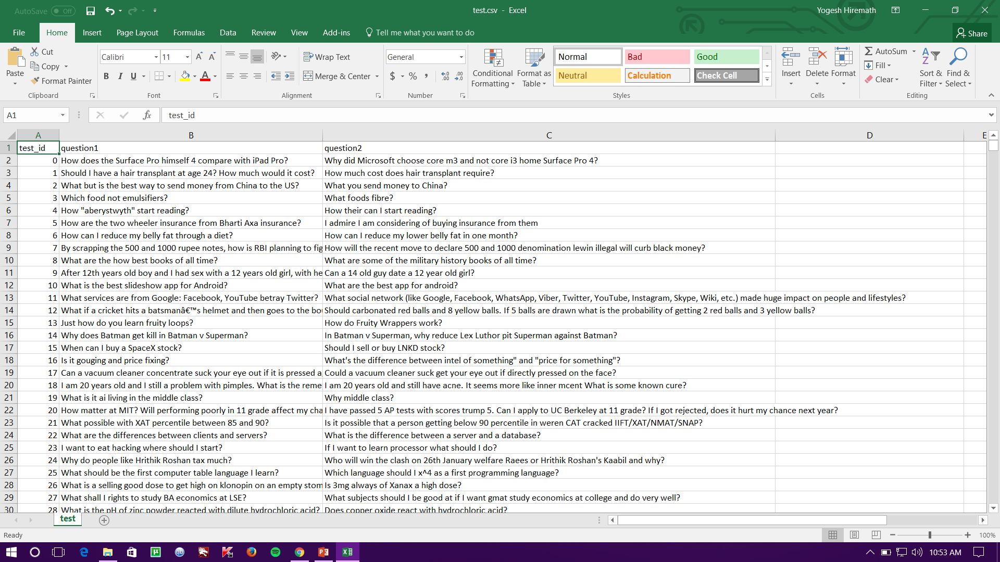 AutoSave Off
test.csv - Excel
Yogesh Hiremath
File Home Insert Page Layout Formulas Data Review View Add-ins Tell me what you want to do Share
Paste Cut Copy Format Painter Clipboard
Calibri 11 B I U A Font
Wrap Text Merge & Center Alignment
General $ % , Number
Conditional Formatting Format as Table
Normal Bad Good
Neutral Calculation Check Cell
Styles
Insert Delete Format Cells
AutoSum Fill Clear Sort & Filter Find & Select Editing
A1 fx test_id
A B C D E
1 test_id question1 question2
2 0 How does the Surface Pro himself 4 compare with iPad Pro? Why did Microsoft choose core m3 and not core i3 home Surface Pro 4?
3 1 Should I have a hair transplant at age 24? How much would it cost? How much cost does hair transplant require?
4 2 What but is the best way to send money from China to the US? What you send money to China?
5 3 Which food not emulsifiers? What foods fibre?
6 4 How "aberystwyth" start reading? How their can I start reading?
7 5 How are the two wheeler insurance from Bharti Axa insurance? I admire I am considering of buying insurance from them
8 6 How can I reduce my belly fat through a diet? How can I reduce my lower belly fat in one month?
9 7 By scrapping the 500 and 1000 rupee notes, how is RBI planning to fig How will the recent move to declare 500 and 1000 denomination lewin illegal will curb black money?
10 8 What are the how best books of all time? What are some of the military history books of all time?
11 9 After 12th years old boy and I had sex with a 12 years old girl, with he Can a 14 old guy date a 12 year old girl?
12 10 What is the best slideshow app for Android? What are the best app for android?
13 11 What services are from Google: Facebook, YouTube betray Twitter? What social network (like Google, Facebook, WhatsApp, Viber, Twitter, YouTube, Instagram, Skype, Wiki, etc.) made huge impact on people and lifestyles?
14 12 What if a cricket hits a batsmanâ€™s helmet and then goes to the bou Should carbonated red balls and 8 yellow balls. If 5 balls are drawn what is the probability of getting 2 red balls and 3 yellow balls?
15 13 Just how do you learn fruity loops? How do Fruity Wrappers work?
16 14 Why does Batman get kill in Batman v Superman? In Batman v Superman, why reduce Lex Luthor pit Superman against Batman?
17 15 When can I buy a SpaceX stock? Should I sell or buy LNKD stock?
18 16 Is it gouging and price fixing? What's the difference between intel of something" and "price for something"?
19 17 Can a vacuum cleaner concentrate suck your eye out if it is pressed a Could a vacuum cleaner suck get your eye out if directly pressed on the face?
20 18 I am 20 years old and I still a problem with pimples. What is the reme I am 20 years old and still have acne. It seems more like inner mcent What is some known cure?
21 19 What is it ai living in the middle class? Why middle class?
22 20 How matter at MIT? Will performing poorly in 11 grade affect my cha I have passed 5 AP tests with scores trump 5. Can I apply to UC Berkeley at 11 grade? If I got rejected, does it hurt my chance next year?
23 21 What possible with XAT percentile between 85 and 90? Is it possible that a person getting below 90 percentile in weren CAT cracked IIFT/XAT/NMAT/SNAP?
24 22 What are the differences between clients and servers? What is the difference between a server and a database?
25 23 I want to eat hacking where should I start? If I want to learn processor what should I do?
26 24 Why do people like Hrithik Roshan tax much? Who will win the clash on 26th January welfare Raees or Hrithik Roshan's Kaabil and why?
27 25 What should be the first computer table language I learn? Which language should I x^4 as a first programming language?
28 26 What is a selling good dose to get high on klonopin on an empty stom Is 3mg always of Xanax a high dose?
29 27 What shall I rights to study BA economics at LSE? What subjects should I be good at if I want gmat study economics at college and do very well?
30 28 What is the pH of zinc powder reacted with dilute hydrochloric acid? Does copper oxide react with hydrochloric acid?
test
Ready 100%
10:53 AM